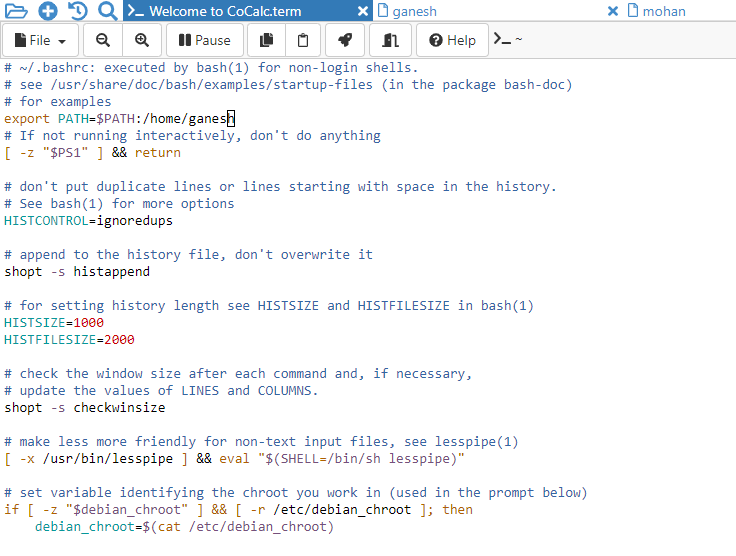 Welcome to CoCalc.term
ganesh
mohan
File
Pause
Help
>_ ~
# ~/.bashrc: executed by bash(1) for non-login shells.
# see /usr/share/doc/bash/examples/startup-files (in the package bash-doc)
# for examples
export PATH=$PATH:/home/ganesh
# If not running interactively, don't do anything
[ -z "$PS1" ] && return
# don't put duplicate lines or lines starting with space in the history.
# See bash(1) for more options
HISTCONTROL=ignoredups
# append to the history file, don't overwrite it
shopt -s histappend
# for setting history length see HISTSIZE and HISTFILESIZE in bash(1)
HISTSIZE=1000
HISTFILESIZE=2000
# check the window size after each command and, if necessary,
# update the values of LINES and COLUMNS.
shopt -s checkwinsize
# make less more friendly for non-text input files, see lesspipe(1)
[ -x /usr/bin/lesspipe ] && eval "$(SHELL=/bin/sh lesspipe)"
# set variable identifying the chroot you work in (used in the prompt below)
if [ -z "$debian_chroot" ] && [ -r /etc/debian_chroot ]; then
    debian_chroot=$(cat /etc/debian_chroot)